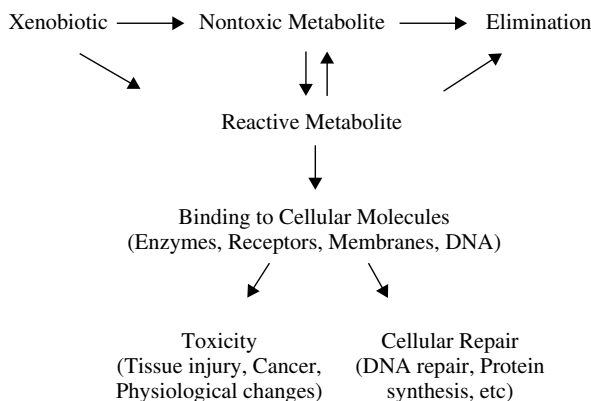 Xenobiotic Nontoxic Metabolite Elimination
Reactive Metabolite
Binding to Cellular Molecules
(Enzymes, Receptors, Membranes, DNA)
Toxicity
(Tissue injury, Cancer,
Physiological changes)
Cellular Repair
(DNA repair, Protein
synthesis, etc)